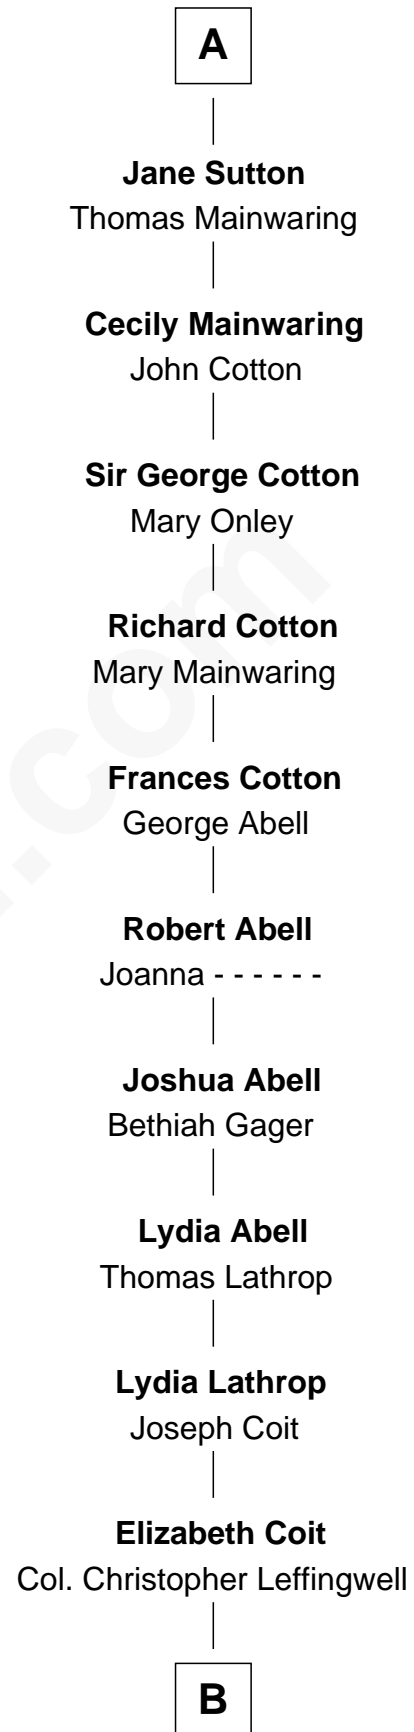 A
Jane Sutton
Thomas Mainwaring
Cecily Mainwaring
John Cotton
Sir George Cotton
Mary Onley
Richard Cotton
Mary Mainwaring
Frances Cotton
George Abell
Robert Abell
Joanna - - - - - -
Joshua Abell
Bethiah Gager
Lydia Abell
Thomas Lathrop
Lydia Lathrop
Joseph Coit
Elizabeth Coit
Col. Christopher Leffingwell
B